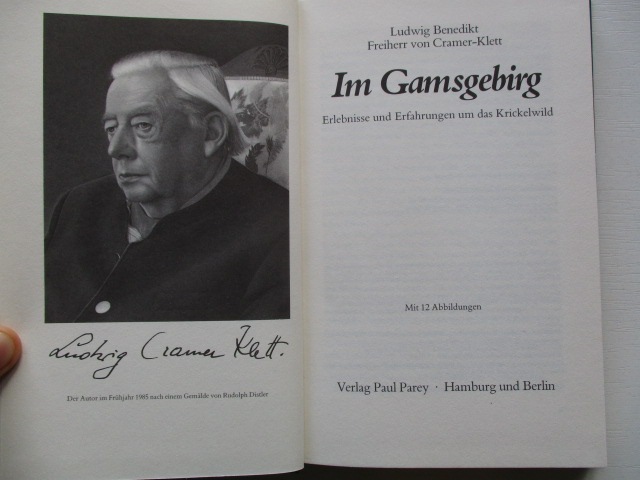 Ludwig Cramer Klett.
Der Autor im Frühjahr 1985 nach einem Gemälde von Rudolph Distler
Ludwig Benedikt
Freiherr von Cramer-Klett
Im Gamsgebirg
Erlebnisse und Erfahrungen um das Krickelwild
Mit 12 Abbildungen
Verlag Paul Parey · Hamburg und Berlin